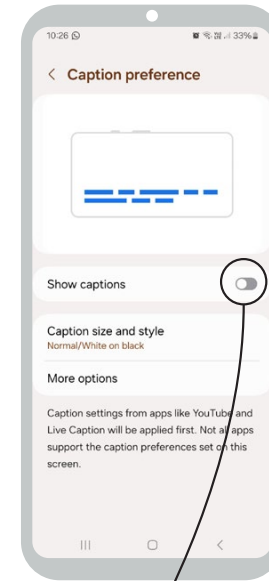 10:26
33%
Caption preference
Show captions
Caption size and style
Normal/White on black
More options
Caption settings from apps like YouTube and
Live Caption will be applied first. Not all apps
support the caption preferences set on this
screen.